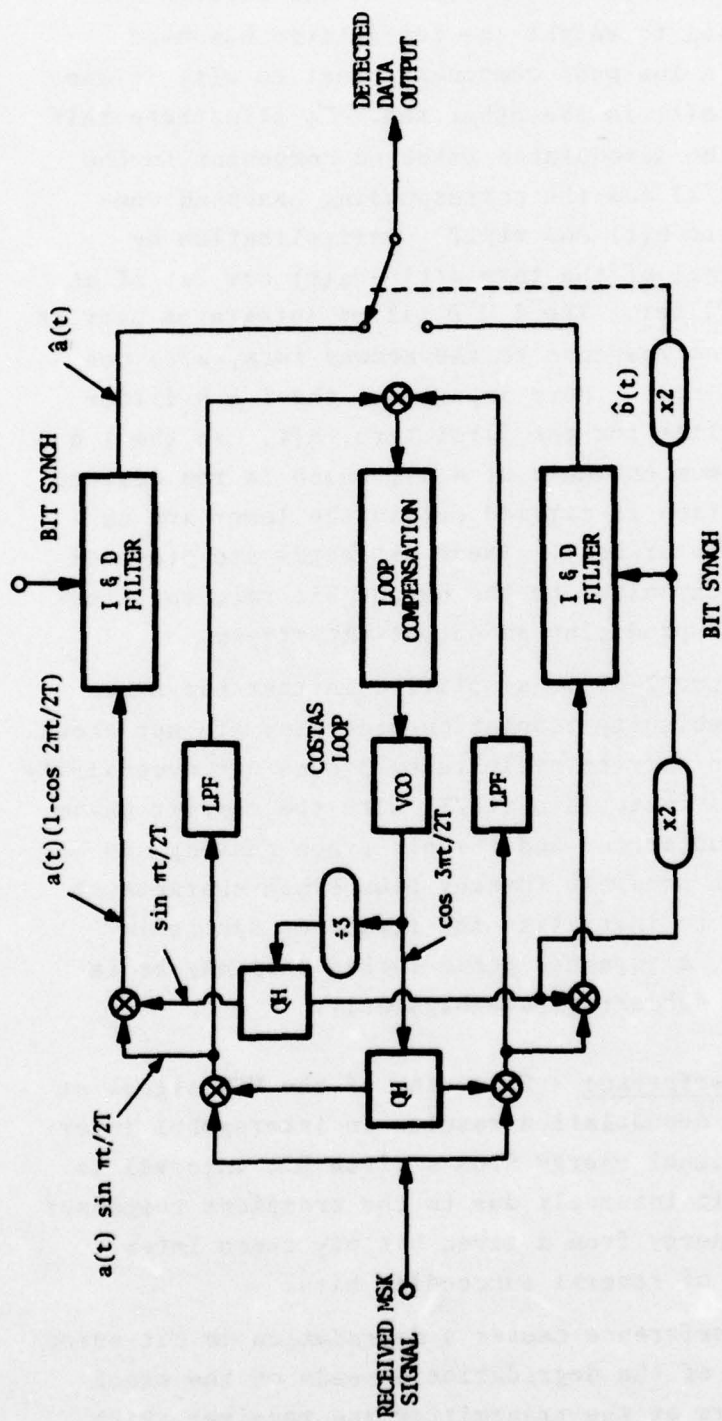 RECEIVED MSK
SIGNAL
a(t) sin πt/2T
a(t)(1-cos 2πt/2T)
sin πt/2T
QH
QH
÷3
cos 3πt/2T
COSTAS
LOOP
VCO
LPF
LPF
LOOP
COMPENSATION
BIT SYNCH
I & D
FILTER
â(t)
I & D
FILTER
BIT SYNCH
x2
x2
b̂(t)
DETECTED
DATA
OUTPUT